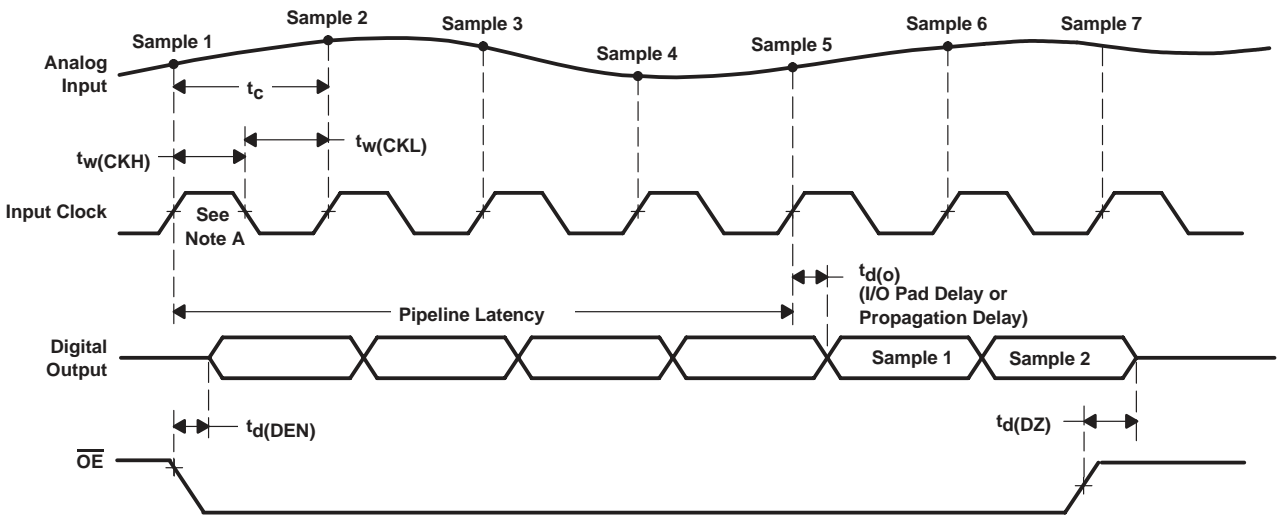 Sample 1
Sample 2
Sample 3
Sample 4
Sample 5
Sample 6
Sample 7
Analog
Input
tc
tw(CKH)
tw(CKL)
Input Clock
See
Note A
td(o)
(I/O Pad Delay or
Propagation Delay)
Pipeline Latency
Digital
Output
Sample 1
Sample 2
td(DEN)
td(DZ)
OE